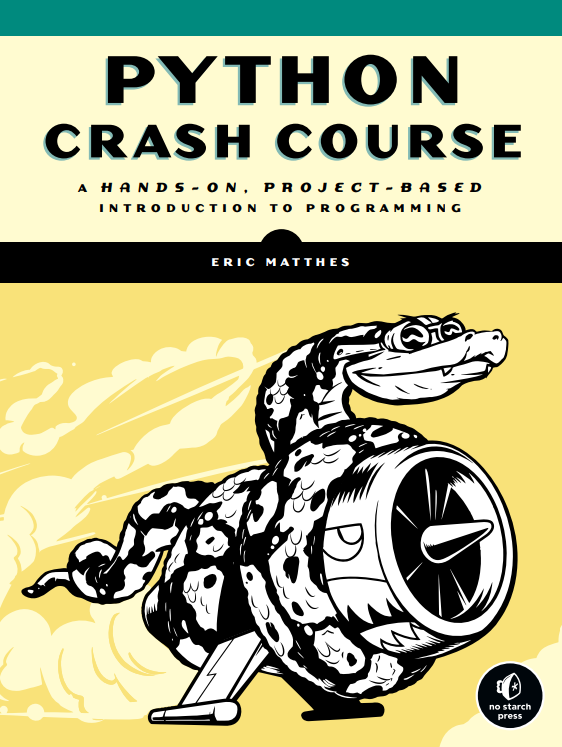 PYTHON
CRASH COURSE
A HANDS-ON, PROJECT-BASED
INTRODUCTION TO PROGRAMMING
ERIC MATTHES
no starch
press